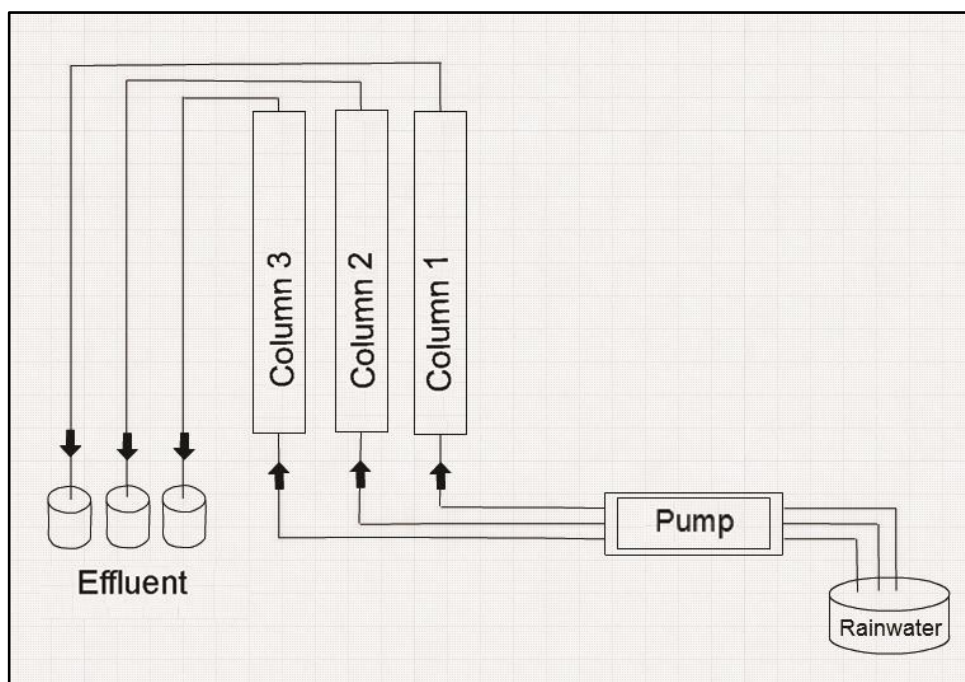 Column 3
Column 2
Column 1
Pump
Effluent
Rainwater